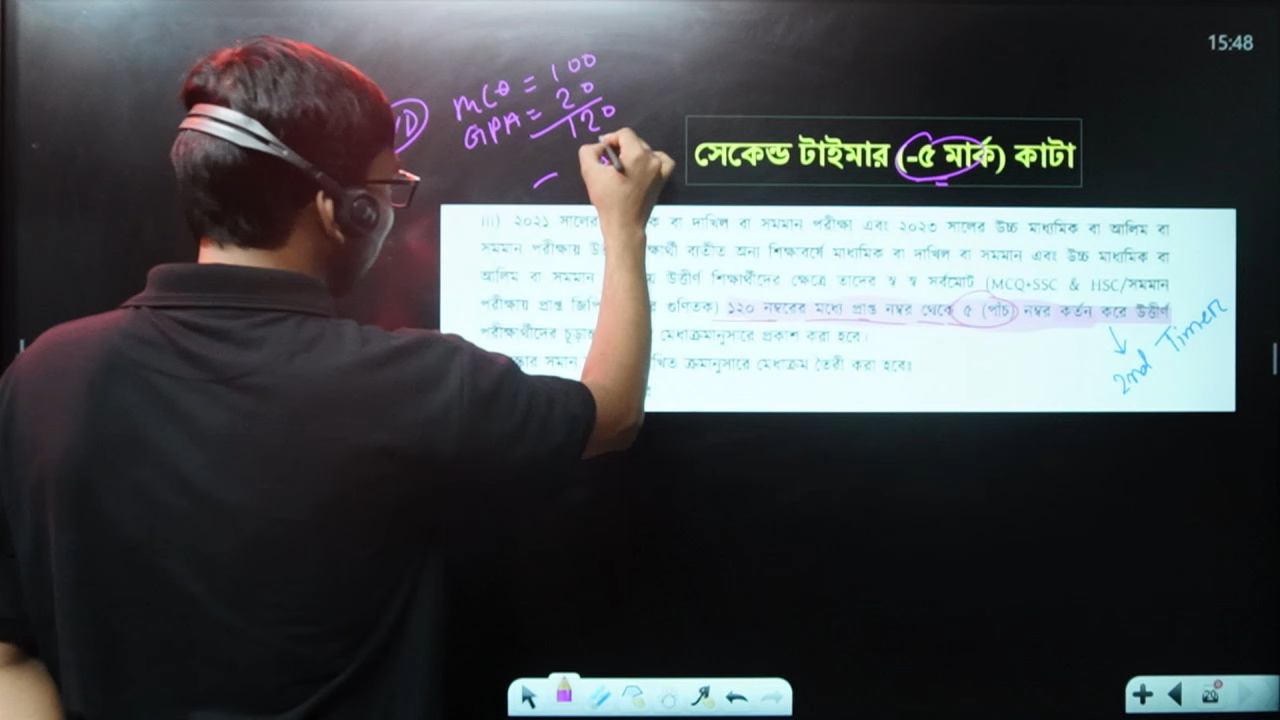 15:48
MCQ = 100
GPA = 20
120
সেকেন্ড টাইমার (-৫ মার্ক) কাটা
iii) ২০২১ সালের ক বা দাখিল বা সমমান পরীক্ষা এবং ২০২৩ সালের উচ্চ মাধ্যমিক বা আলিম বা
সমমান পরীক্ষায় ক্ষার্থী ব্যতীত অন্য শিক্ষাবর্ষে মাধ্যমিক বা দাখিল বা সমমান এবং উচ্চ মাধ্যমিক বা
আলিম বা সমমান য় উত্তীর্ণ শিক্ষার্থীদের ক্ষেত্রে তাদের স্ব স্ব সর্বমোট (MCQ+SSC & HSC/সমমান
পরীক্ষায় প্রাপ্ত জিপি র গুণিতক) ১২০ নম্বরের মধ্যে প্রাপ্ত নম্বর থেকে ৫ (পাঁচ) নম্বর কর্তন করে উত্তীর্ণ
পরীক্ষার্থীদের চূড়া মেধাক্রমানুসারে প্রকাশ করা হবে।
ক্ষার সমান খিত ক্রমানুসারে মেধাক্রম তৈরী করা হবেঃ
2nd Timer
20